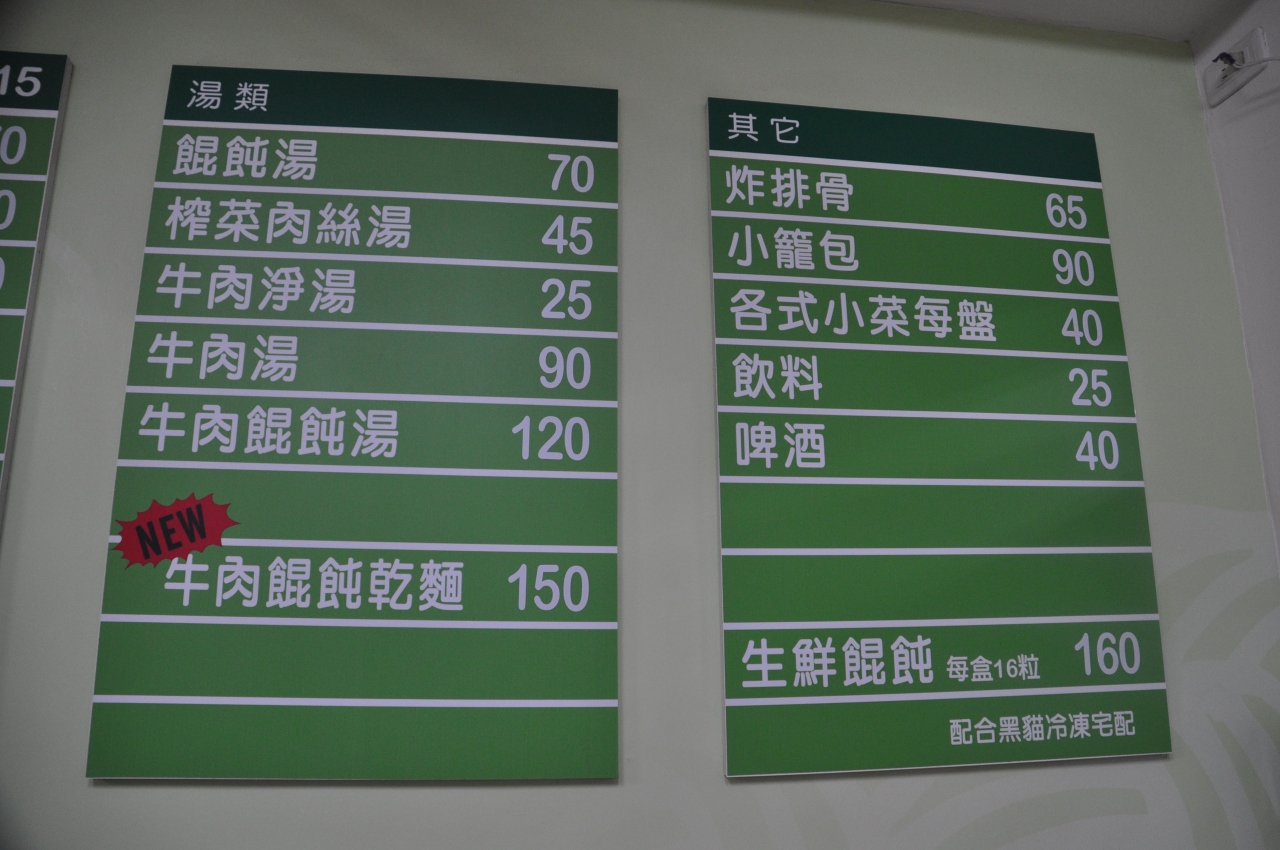 15
湯類
餛飩湯 70
榨菜肉絲湯 45
牛肉淨湯 25
牛肉湯 90
牛肉餛飩湯 120
NEW
牛肉餛飩乾麵 150
其它
炸排骨 65
小籠包 90
各式小菜每盤 40
飲料 25
啤酒 40
生鮮餛飩 每盒16粒 160
配合黑貓冷凍宅配